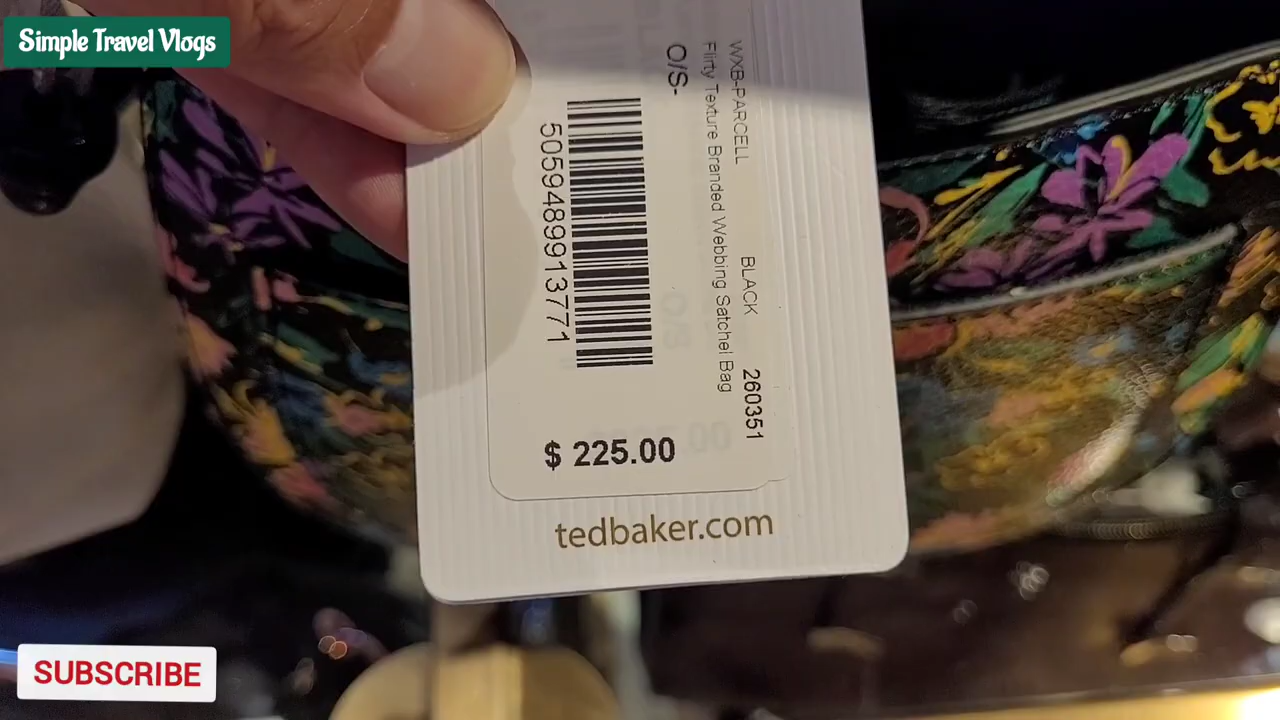 Simple Travel Vlogs
WXB-PARCELL BLACK 260351
Flirty Texture Branded Webbing Satchel Bag
O/S-
5059489913771
$ 225.00
tedbaker.com
SUBSCRIBE